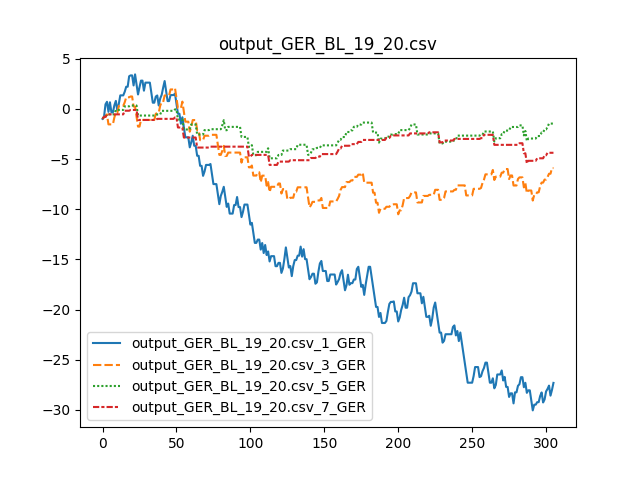 output_GER_BL_19_20.csv
5
0
−5
−10
−15
−20
−25
−30
output_GER_BL_19_20.csv_1_GER
output_GER_BL_19_20.csv_3_GER
output_GER_BL_19_20.csv_5_GER
output_GER_BL_19_20.csv_7_GER
0 50 100 150 200 250 300